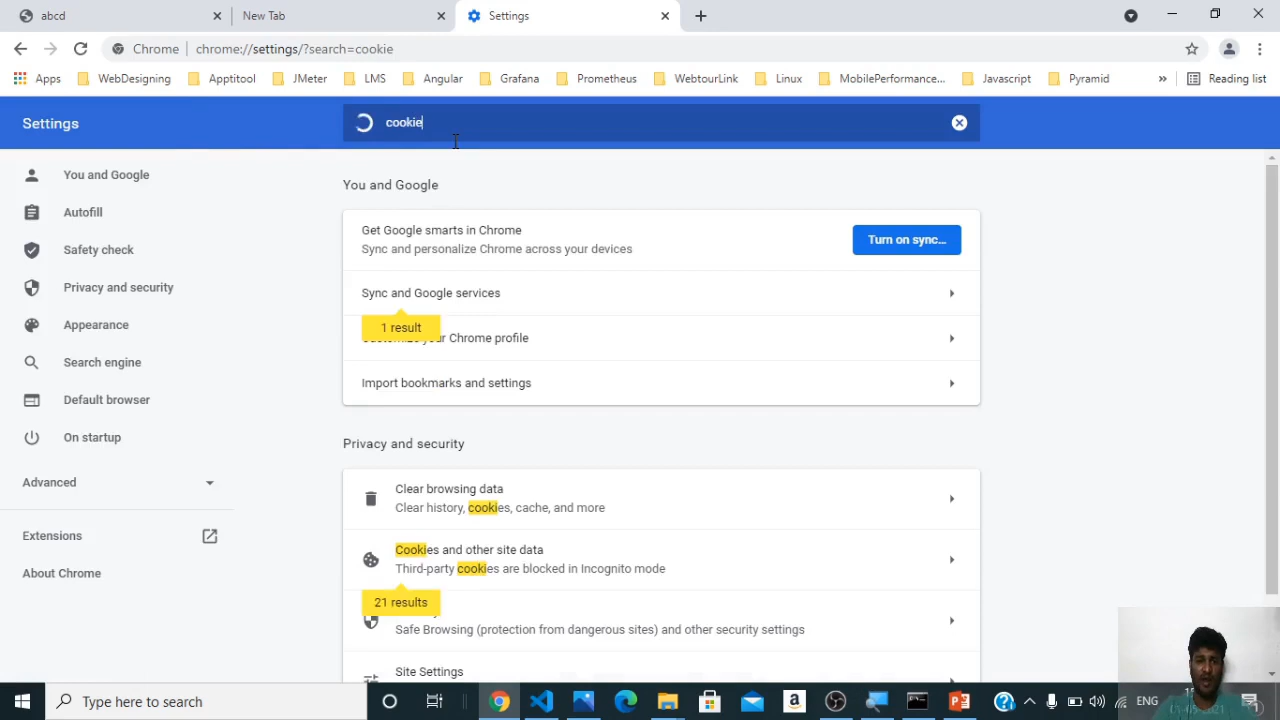 abcd
New Tab
Settings
Chrome
chrome://settings/?search=cookie
Apps
WebDesigning
Apptitool
JMeter
LMS
Angular
Grafana
Prometheus
WebtourLink
Linux
MobilePerformance...
Javascript
Pyramid
»
Reading list
Settings
cookie
You and Google
Autofill
Safety check
Privacy and security
Appearance
Search engine
Default browser
On startup
Advanced
Extensions
About Chrome
You and Google
Get Google smarts in Chrome
Sync and personalize Chrome across your devices
Turn on sync...
Sync and Google services
1 result
Customize your Chrome profile
Import bookmarks and settings
Privacy and security
Clear browsing data
Clear history, cookies, cache, and more
Cookies and other site data
Third-party cookies are blocked in Incognito mode
21 results
Safe Browsing (protection from dangerous sites) and other security settings
Site Settings
Type here to search
ENG